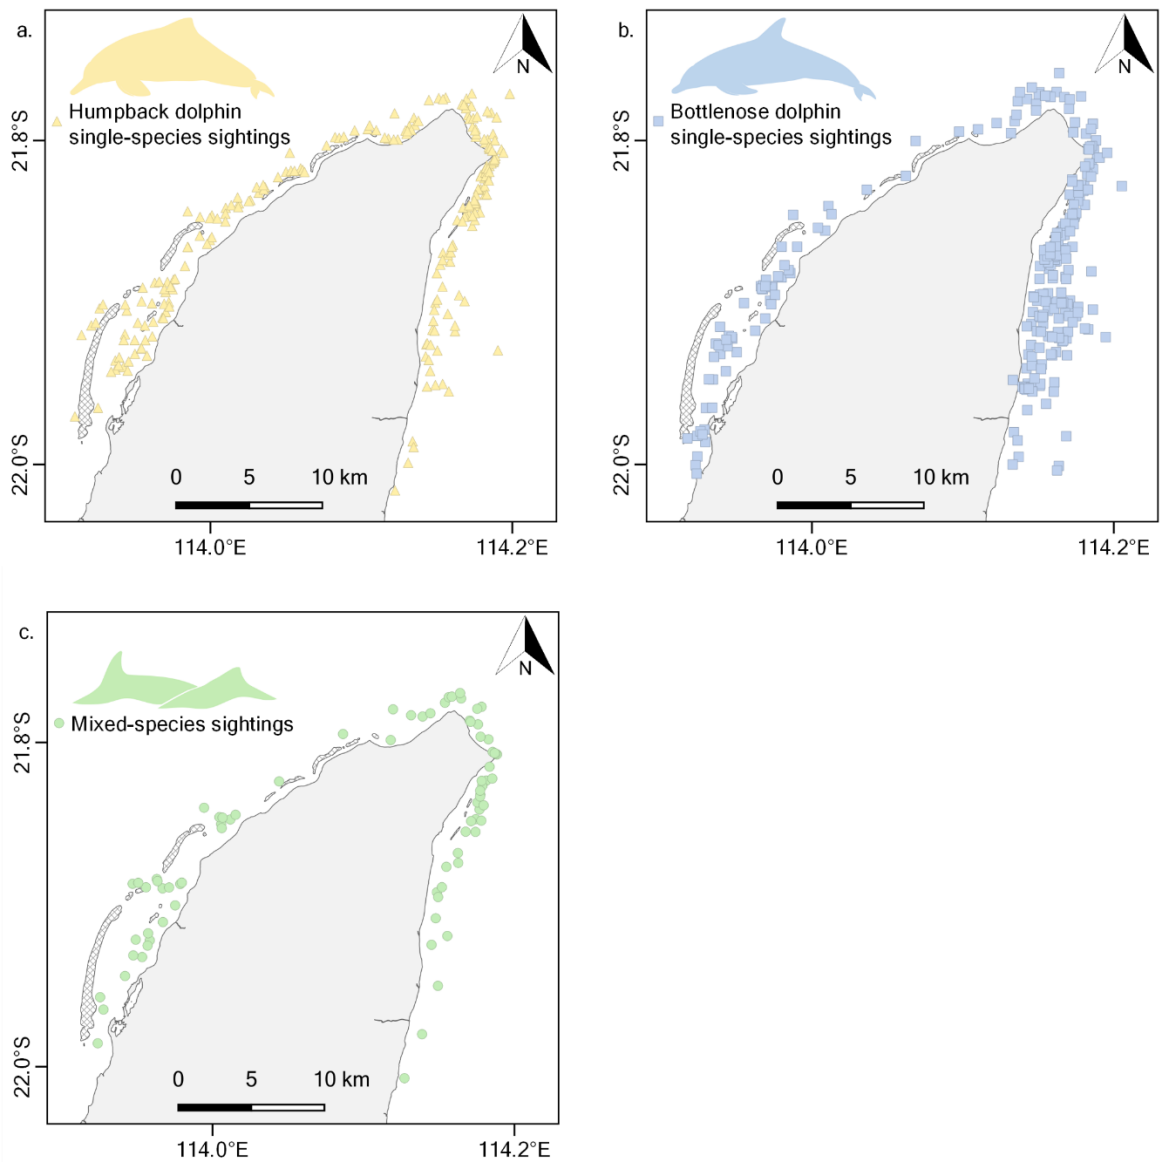 a.
N
Humpback dolphin
single-species sightings
21.8°S
22.0°S
0 5 10 km
114.0°E 114.2°E
b.
N
Bottlenose dolphin
single-species sightings
21.8°S
22.0°S
0 5 10 km
114.0°E 114.2°E
c.
N
Mixed-species sightings
21.8°S
22.0°S
0 5 10 km
114.0°E 114.2°E